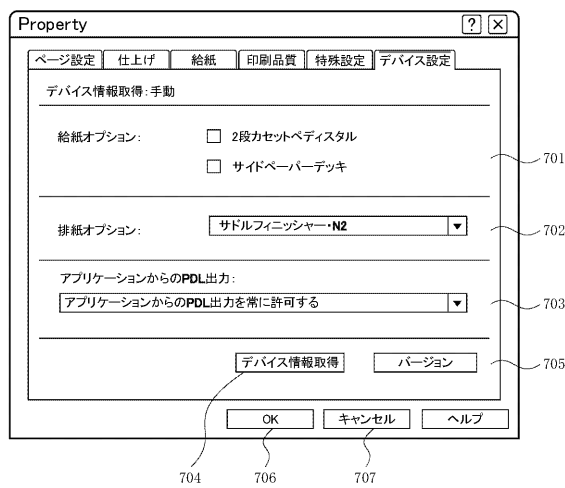 Property ? ×
ページ設定 仕上げ 給紙 印刷品質 特殊設定 デバイス設定
デバイス情報取得:手動
給紙オプション: 2段カセットペディスタル
サイドペーパーデッキ
701
排紙オプション: サドルフィニッシャー・N2 ▼
702
アプリケーションからのPDL出力:
アプリケーションからのPDL出力を常に許可する ▼
703
デバイス情報取得 バージョン
705
OK キャンセル ヘルプ
704 706 707